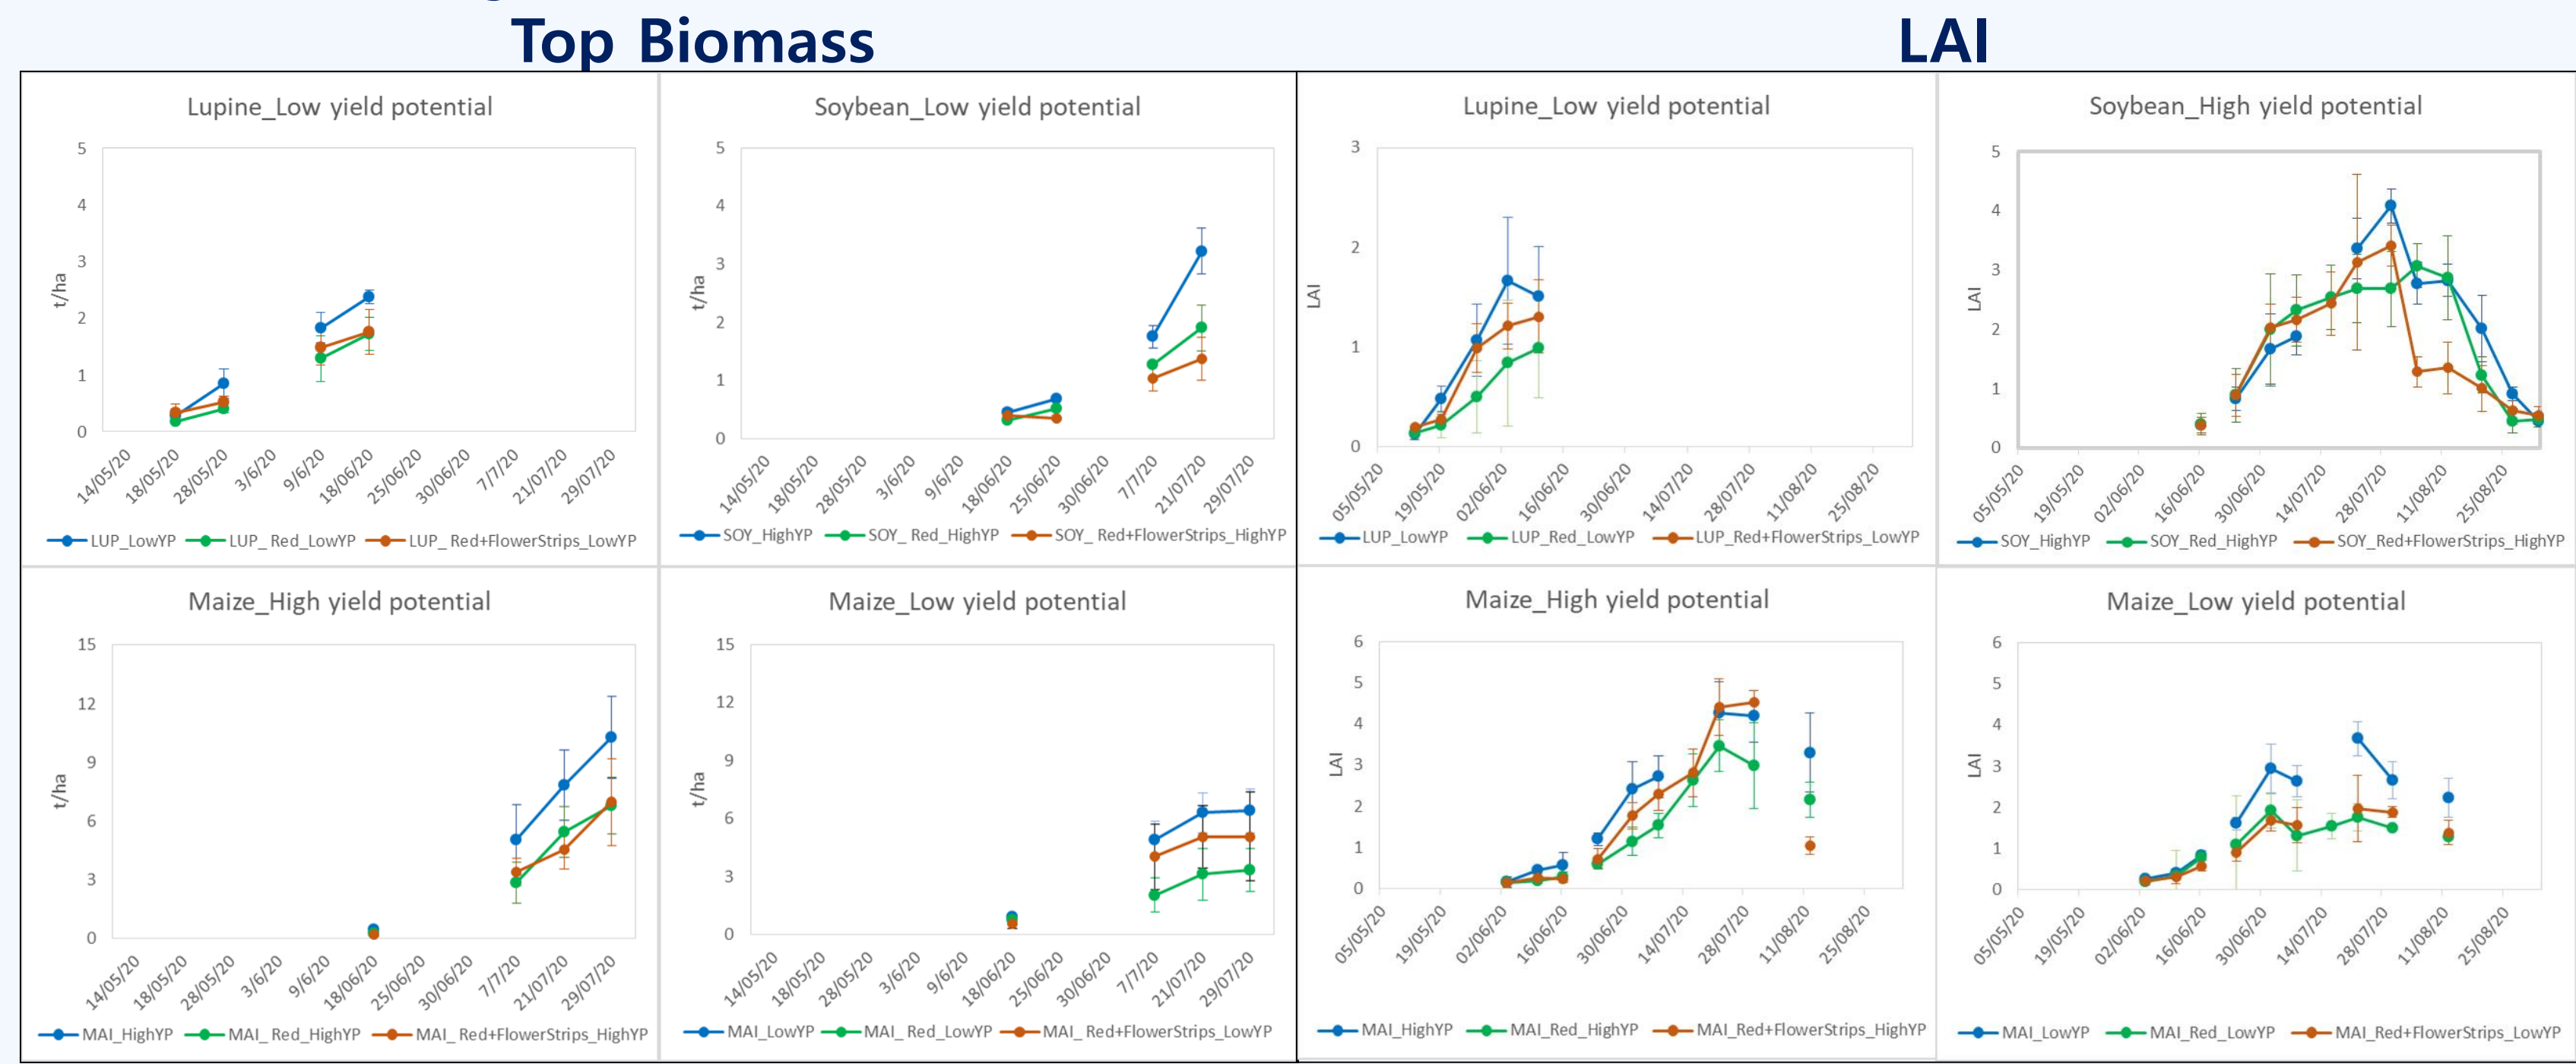 Top Biomass
LAI
Lupine_Low yield potential
5
4
3
2
1
0
t/ha
14/05/20 18/05/20 28/05/20 3/6/20 9/6/20 18/06/20 25/06/20 30/06/20 7/7/20 21/07/20 29/07/20
LUP_LowYP LUP_ Red_LowYP LUP_ Red+FlowerStrips_LowYP
Soybean_Low yield potential
5
4
3
2
1
0
t/ha
14/05/20 18/05/20 28/05/20 3/6/20 9/6/20 18/06/20 25/06/20 30/06/20 7/7/20 21/07/20 29/07/20
SOY_HighYP SOY_ Red_HighYP SOY_ Red+FlowerStrips_HighYP
Lupine_Low yield potential
3
2
1
0
LAI
05/05/20 19/05/20 02/06/20 16/06/20 30/06/20 14/07/20 28/07/20 11/08/20 25/08/20
LUP_LowYP LUP_Red_LowYP LUP_Red+FlowerStrips_LowYP
Soybean_High yield potential
5
4
3
2
1
0
LAI
05/05/20 19/05/20 02/06/20 16/06/20 30/06/20 14/07/20 28/07/20 11/08/20 25/08/20
SOY_HighYP SOY_Red_HighYP SOY_Red+FlowerStrips_HighYP
Maize_High yield potential
15
12
9
6
3
0
t/ha
14/05/20 18/05/20 28/05/20 3/6/20 9/6/20 18/06/20 25/06/20 30/06/20 7/7/20 21/07/20 29/07/20
MAI_HighYP MAI_ Red_HighYP MAI_ Red+FlowerStrips_HighYP
Maize_Low yield potential
15
12
9
6
3
0
t/ha
14/05/20 18/05/20 28/05/20 3/6/20 9/6/20 18/06/20 25/06/20 30/06/20 7/7/20 21/07/20 29/07/20
MAI_LowYP MAI_ Red_LowYP MAI_ Red+FlowerStrips_LowYP
Maize_High yield potential
6
5
4
3
2
1
0
LAI
05/05/20 19/05/20 02/06/20 16/06/20 30/06/20 14/07/20 28/07/20 11/08/20 25/08/20
MAI_HighYP MAI_Red_HighYP MAI_Red+FlowerStrips_HighYP
Maize_Low yield potential
6
5
4
3
2
1
0
LAI
05/05/20 19/05/20 02/06/20 16/06/20 30/06/20 14/07/20 28/07/20 11/08/20 25/08/20
MAI_LowYP MAI_Red_LowYP MAI_Red+FlowerStrips_LowYP